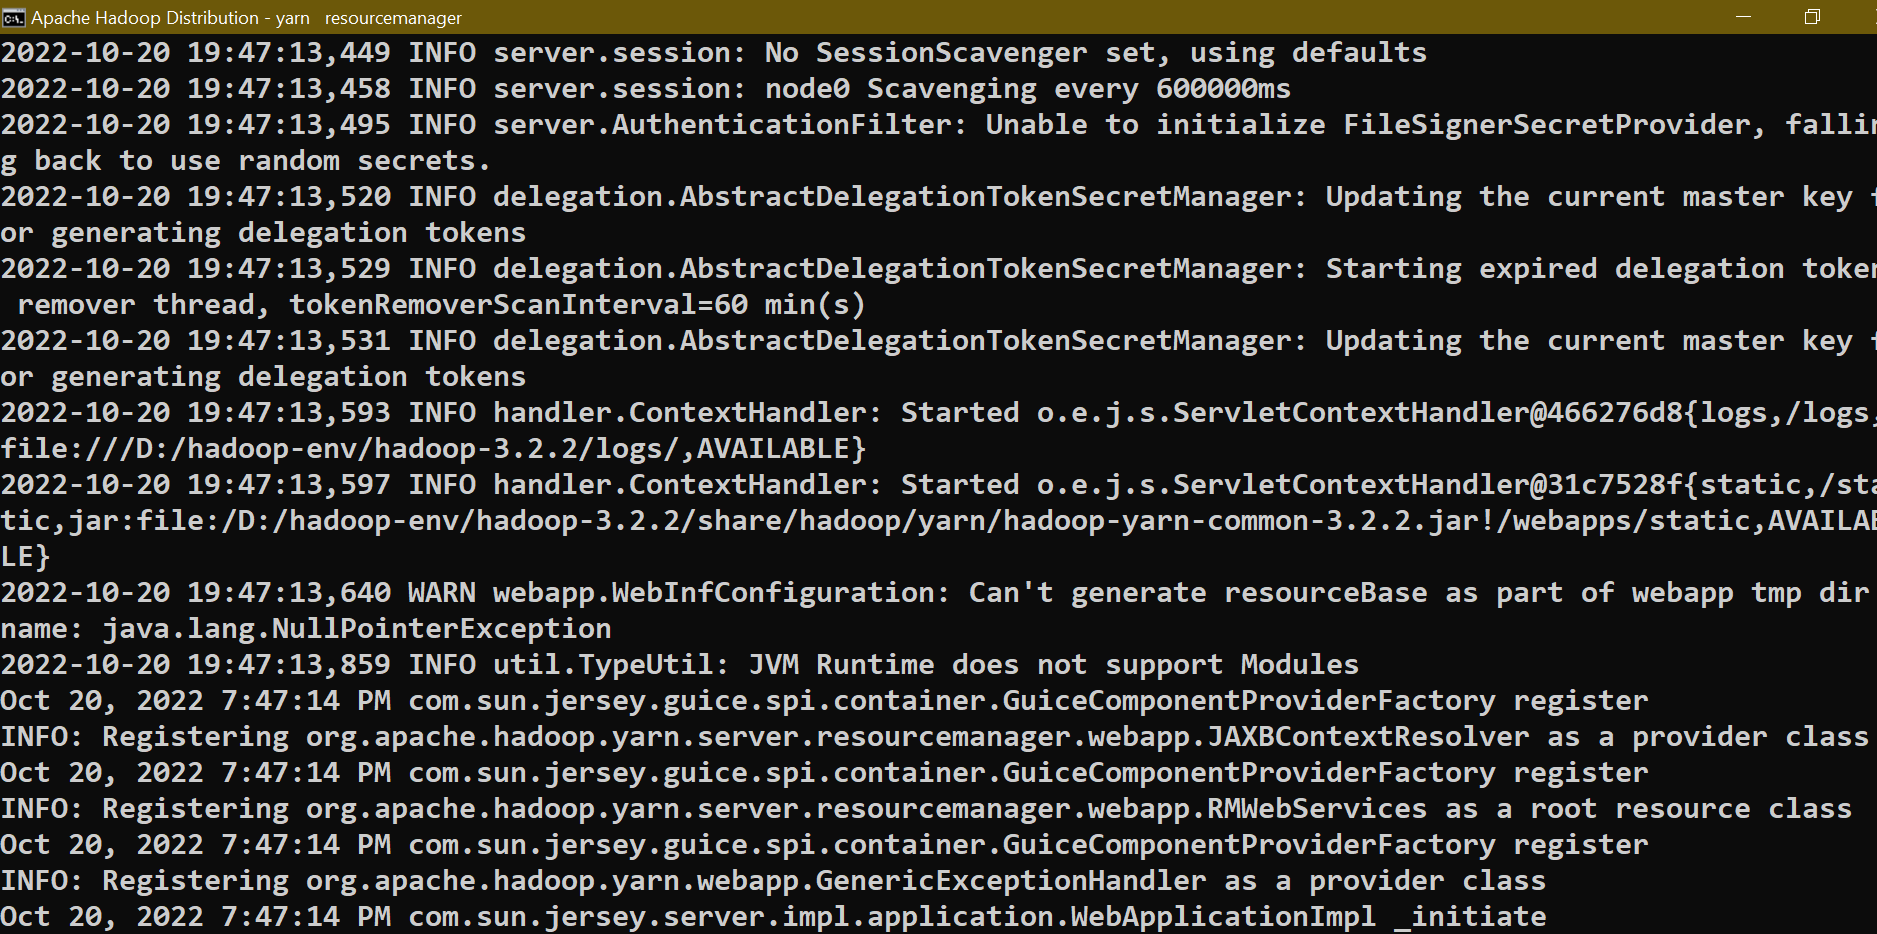 Apache Hadoop Distribution - yarn   resourcemanager
2022-10-20 19:47:13,449 INFO server.session: No SessionScavenger set, using defaults
2022-10-20 19:47:13,458 INFO server.session: node0 Scavenging every 600000ms
2022-10-20 19:47:13,495 INFO server.AuthenticationFilter: Unable to initialize FileSignerSecretProvider, fallin
g back to use random secrets.
2022-10-20 19:47:13,520 INFO delegation.AbstractDelegationTokenSecretManager: Updating the current master key f
or generating delegation tokens
2022-10-20 19:47:13,529 INFO delegation.AbstractDelegationTokenSecretManager: Starting expired delegation token
 remover thread, tokenRemoverScanInterval=60 min(s)
2022-10-20 19:47:13,531 INFO delegation.AbstractDelegationTokenSecretManager: Updating the current master key f
or generating delegation tokens
2022-10-20 19:47:13,593 INFO handler.ContextHandler: Started o.e.j.s.ServletContextHandler@466276d8{logs,/logs,
file:///D:/hadoop-env/hadoop-3.2.2/logs/,AVAILABLE}
2022-10-20 19:47:13,597 INFO handler.ContextHandler: Started o.e.j.s.ServletContextHandler@31c7528f{static,/sta
tic,jar:file:/D:/hadoop-env/hadoop-3.2.2/share/hadoop/yarn/hadoop-yarn-common-3.2.2.jar!/webapps/static,AVAILAB
LE}
2022-10-20 19:47:13,640 WARN webapp.WebInfConfiguration: Can't generate resourceBase as part of webapp tmp dir
name: java.lang.NullPointerException
2022-10-20 19:47:13,859 INFO util.TypeUtil: JVM Runtime does not support Modules
Oct 20, 2022 7:47:14 PM com.sun.jersey.guice.spi.container.GuiceComponentProviderFactory register
INFO: Registering org.apache.hadoop.yarn.server.resourcemanager.webapp.JAXBContextResolver as a provider class
Oct 20, 2022 7:47:14 PM com.sun.jersey.guice.spi.container.GuiceComponentProviderFactory register
INFO: Registering org.apache.hadoop.yarn.server.resourcemanager.webapp.RMWebServices as a root resource class
Oct 20, 2022 7:47:14 PM com.sun.jersey.guice.spi.container.GuiceComponentProviderFactory register
INFO: Registering org.apache.hadoop.yarn.webapp.GenericExceptionHandler as a provider class
Oct 20, 2022 7:47:14 PM com.sun.jersey.server.impl.application.WebApplicationImpl _initiate